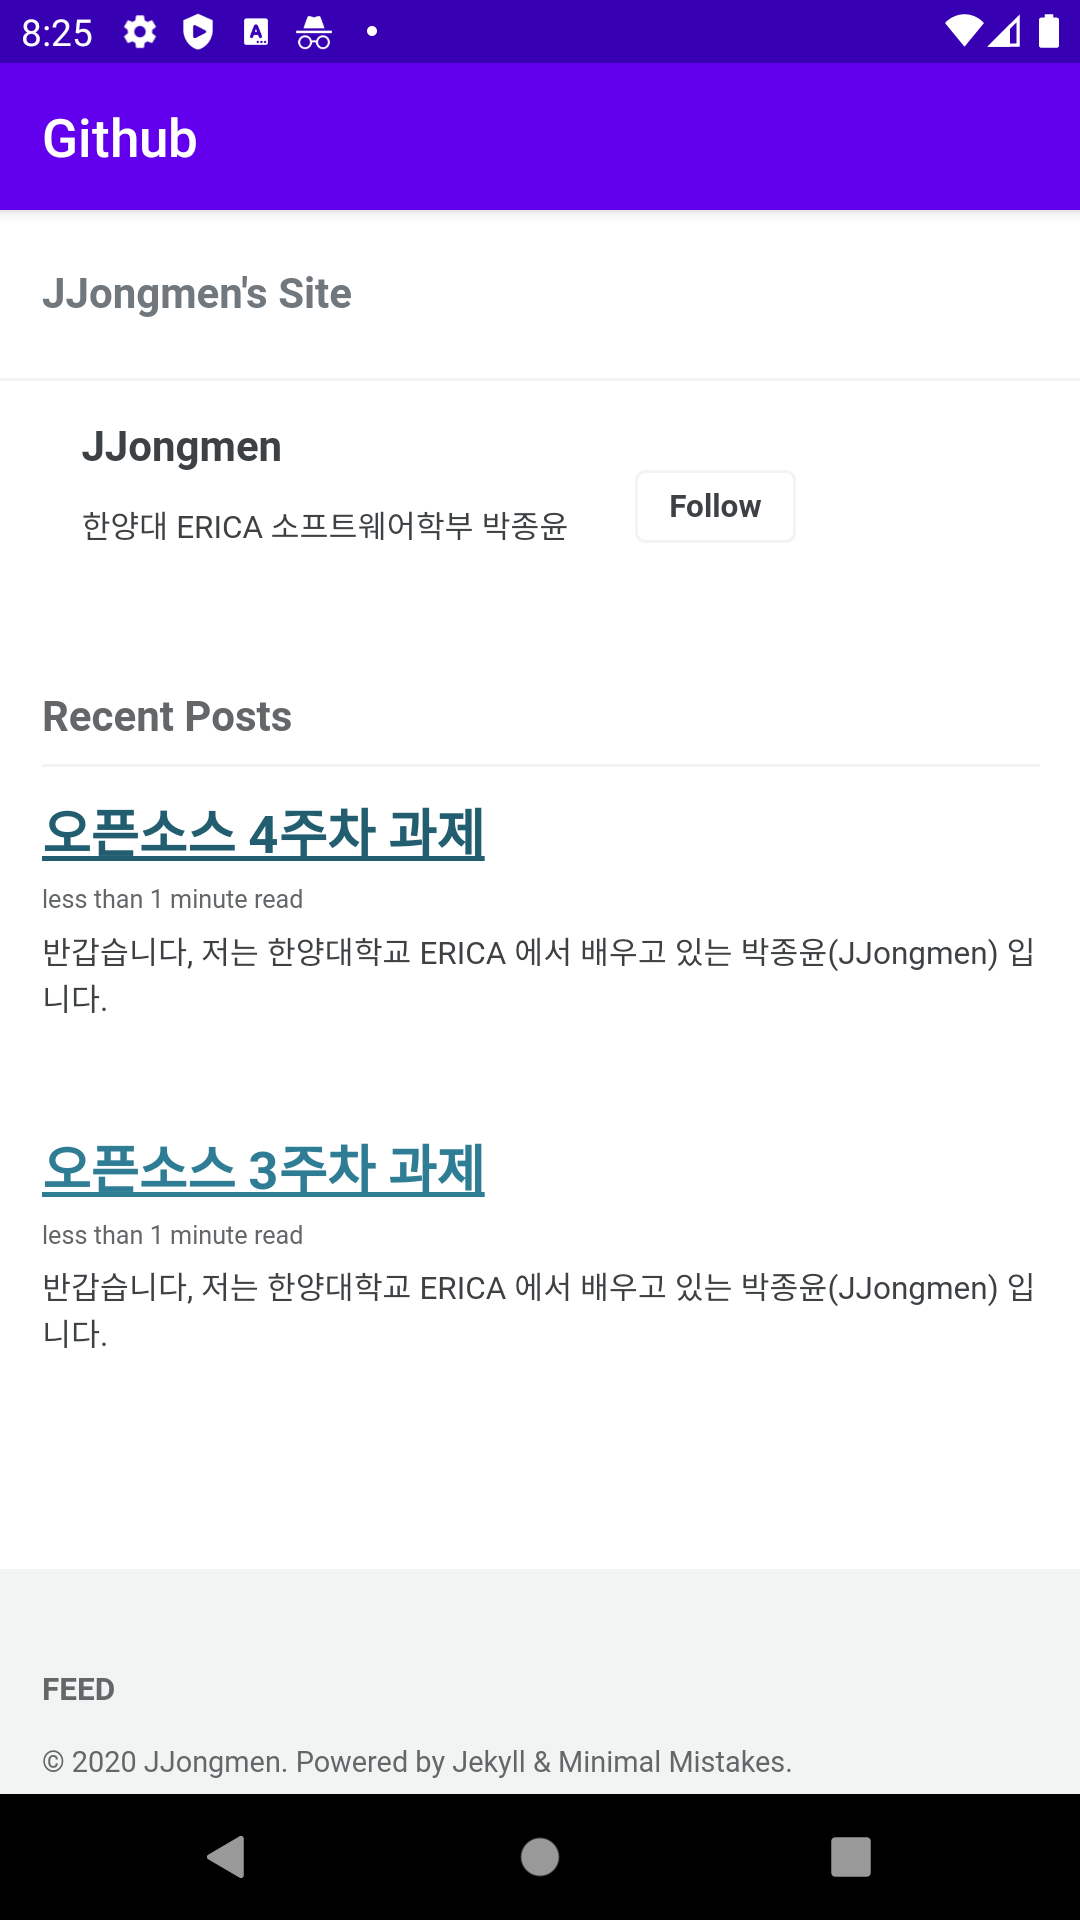 8:25
Github
JJongmen's Site
JJongmen
한양대 ERICA 소프트웨어학부 박종윤
Follow
Recent Posts
오픈소스 4주차 과제
less than 1 minute read
반갑습니다, 저는 한양대학교 ERICA 에서 배우고 있는 박종윤(JJongmen) 입
니다.
오픈소스 3주차 과제
less than 1 minute read
반갑습니다, 저는 한양대학교 ERICA 에서 배우고 있는 박종윤(JJongmen) 입
니다.
FEED
© 2020 JJongmen. Powered by Jekyll & Minimal Mistakes.